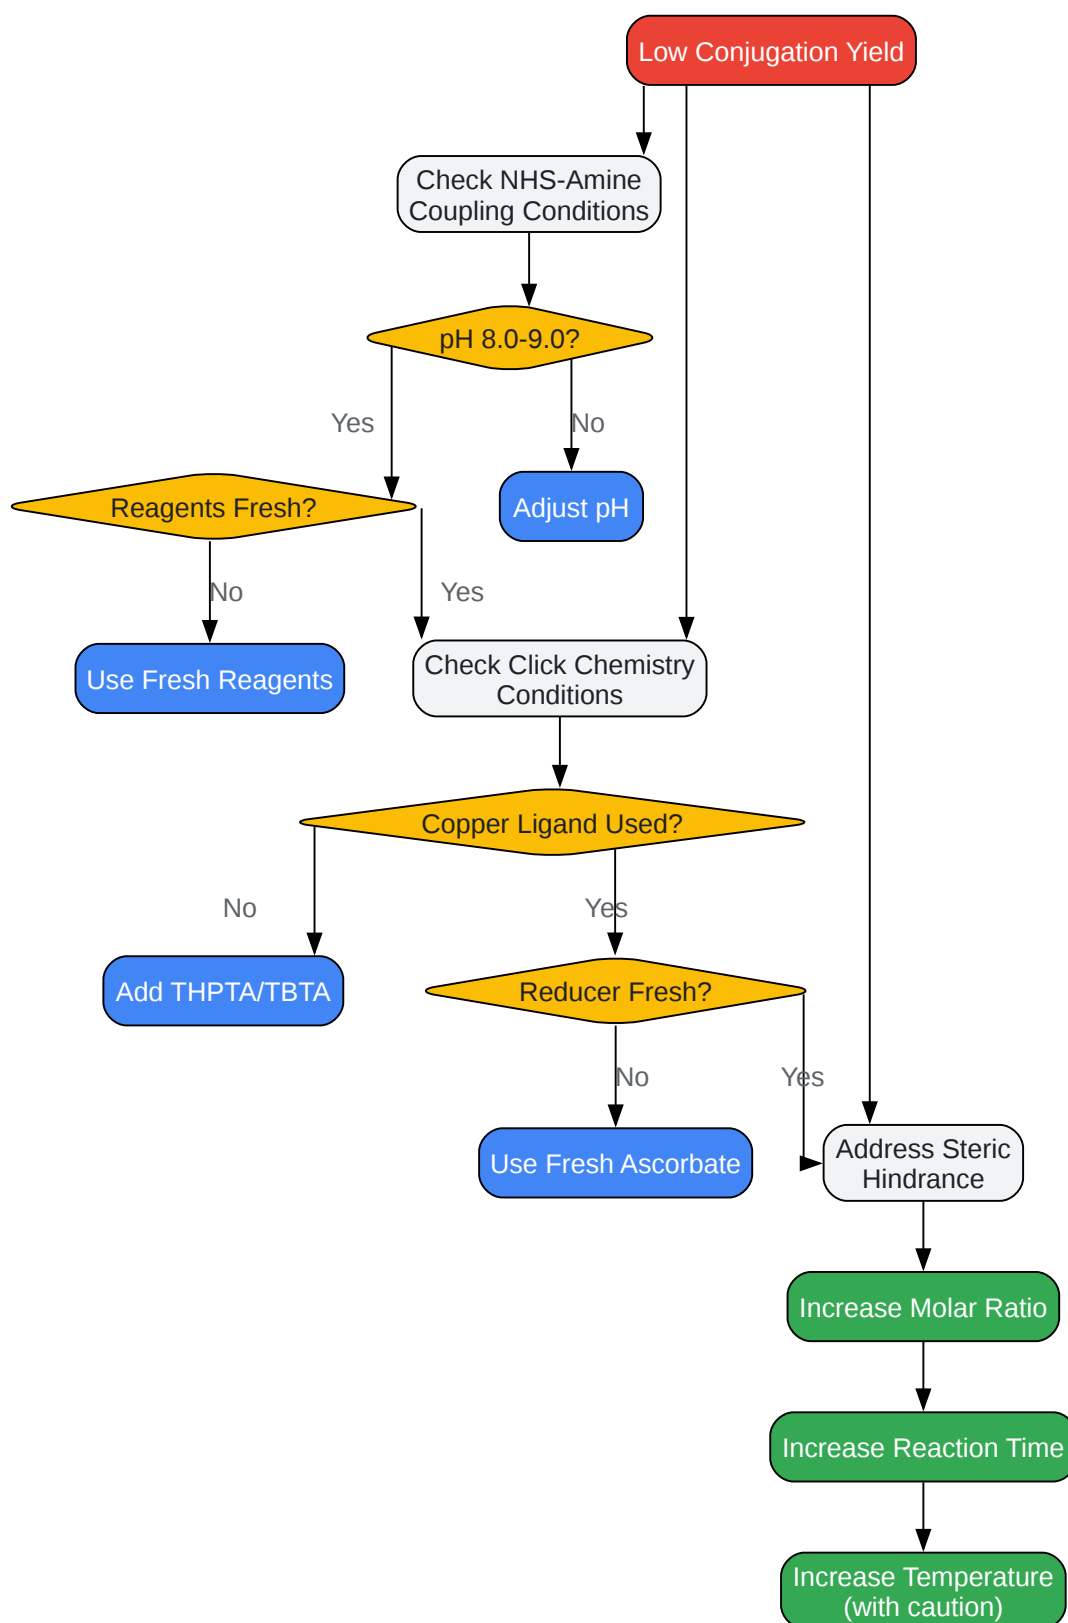 Low Conjugation Yield
Check NHS-Amine
Coupling Conditions
pH 8.0-9.0?
Yes
No
Reagents Fresh?
Adjust pH
No
Yes
Use Fresh Reagents
Check Click Chemistry
Conditions
Copper Ligand Used?
No
Yes
Add THPTA/TBTA
Reducer Fresh?
No
Yes
Use Fresh Ascorbate
Address Steric
Hindrance
Increase Molar Ratio
Increase Reaction Time
Increase Temperature
(with caution)